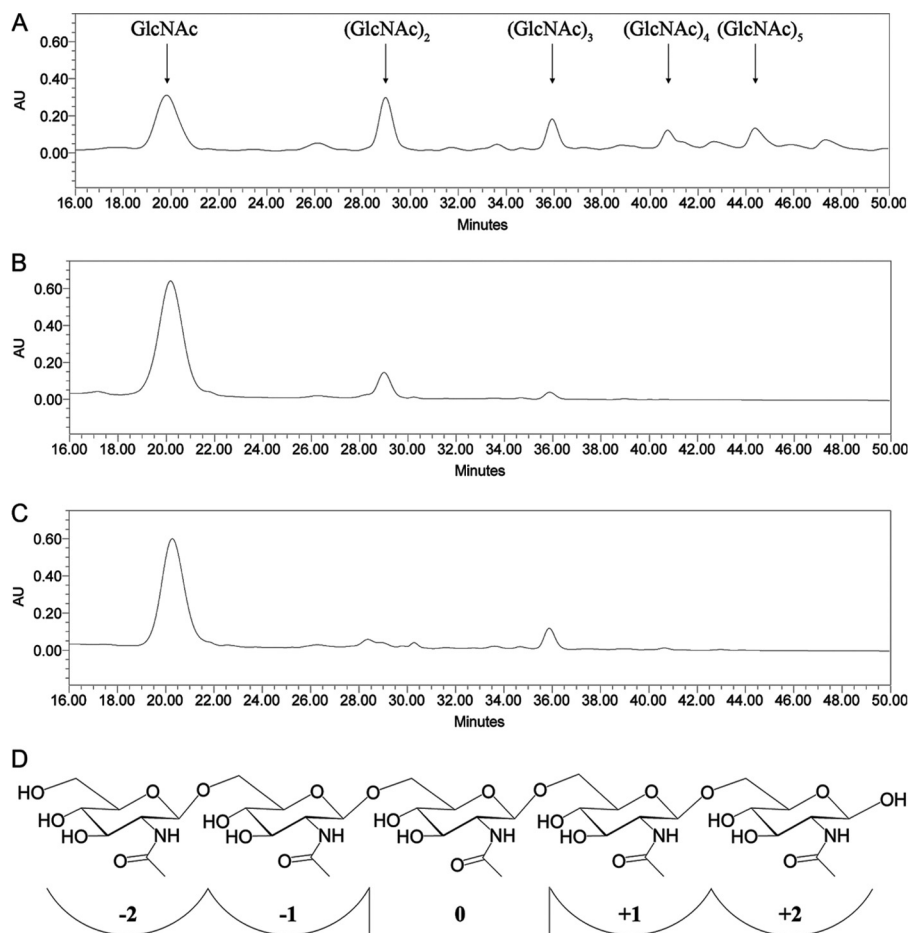 A
GlcNAc (GlcNAc)2 (GlcNAc)3 (GlcNAc)4 (GlcNAc)5
0.60
0.40
0.20
0.00
AU
16.00 18.00 20.00 22.00 24.00 26.00 28.00 30.00 32.00 34.00 36.00 38.00 40.00 42.00 44.00 46.00 48.00 50.00
Minutes
B
0.60
0.40
0.20
0.00
AU
16.00 18.00 20.00 22.00 24.00 26.00 28.00 30.00 32.00 34.00 36.00 38.00 40.00 42.00 44.00 46.00 48.00 50.00
Minutes
C
0.60
0.40
0.20
0.00
AU
16.00 18.00 20.00 22.00 24.00 26.00 28.00 30.00 32.00 34.00 36.00 38.00 40.00 42.00 44.00 46.00 48.00 50.00
Minutes
D
HO O O O O O O O O O OH
HO HO HO HO HO HO
NH NH NH NH NH
O O O O O
-2 -1 0 +1 +2